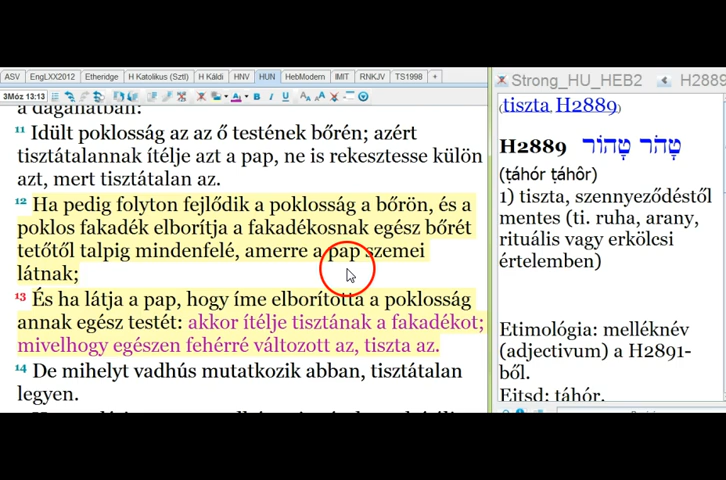 ASV EngLXX2012 Etheridge H Katolikus (SztI) H Káldi HNV HUN HebModern IMIT RNKJV TS1998 +
3Móz 13:13
a daganatban:
11 Idült poklosság az az ő testének bőrén; azért
tisztátalannak ítélje azt a pap, ne is rekesztesse külön
azt, mert tisztátalan az.
12 Ha pedig folyton fejlődik a poklosság a bőrön, és a
poklos fakadék elborítja a fakadékosnak egész bőrét
tetőtől talpig mindenfelé, amerre a pap szemei
látnak;
13 És ha látja a pap, hogy íme elborította a poklosság
annak egész testét: akkor ítélje tisztának a fakadékot;
mivelhogy egészen fehérré változott az, tiszta az.
14 De mihelyt vadhús mutatkozik abban, tisztátalan
legyen.
Strong_HU_HEB2 H2889
(tiszta H2889)
H2889 טָהֹר טָהוֹר
(ṭáhór ṭáhôr)
1) tiszta, szennyeződéstől
mentes (ti. ruha, arany,
rituális vagy erkölcsi
értelemben)
Etimológia: melléknév
(adjectivum) a H2891-
ből.
Ejtsd: táhór.